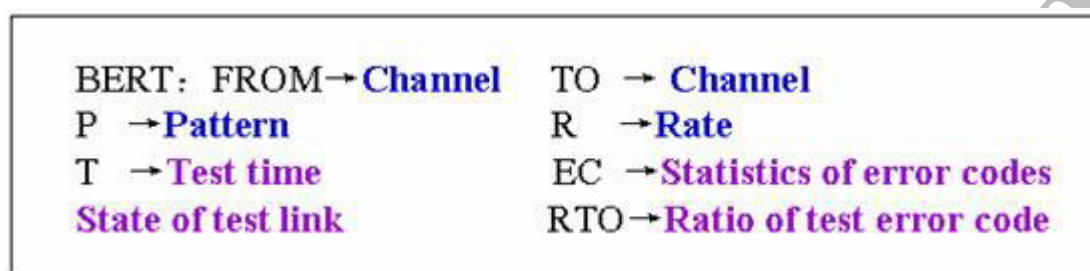 BERT: FROM→Channel TO → Channel
P →Pattern R →Rate
T →Test time EC →Statistics of error codes
State of test link RTO→Ratio of test error code